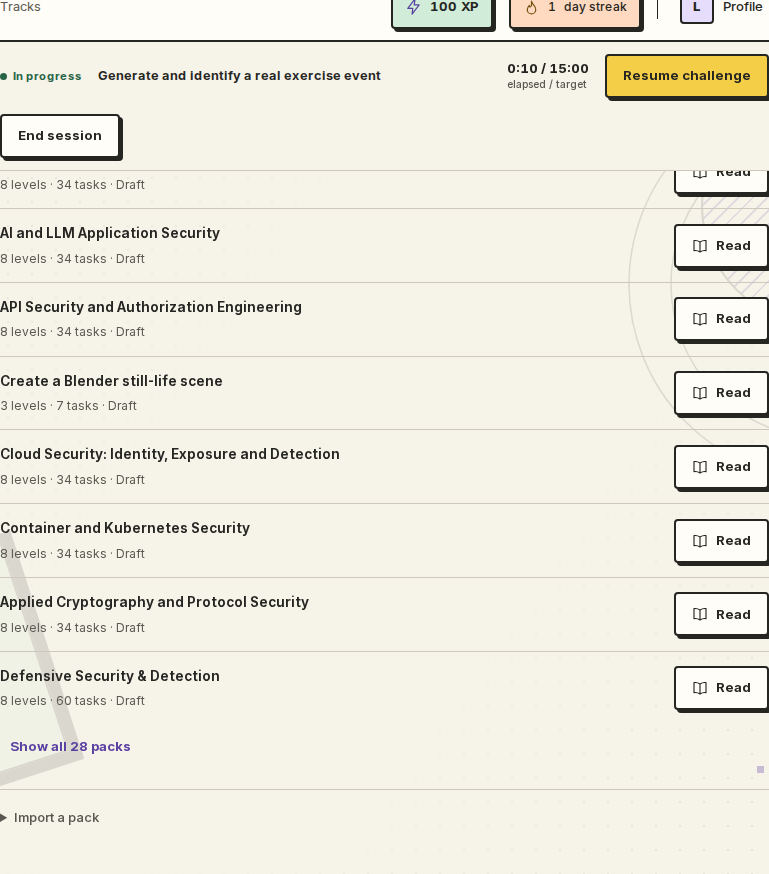 Tracks
100 XP
1 day streak
L
Profile
In progress
Generate and identify a real exercise event
0:10 / 15:00
elapsed / target
Resume challenge
End session
8 levels · 34 tasks · Draft
Read
AI and LLM Application Security
8 levels · 34 tasks · Draft
Read
API Security and Authorization Engineering
8 levels · 34 tasks · Draft
Read
Create a Blender still-life scene
3 levels · 7 tasks · Draft
Read
Cloud Security: Identity, Exposure and Detection
8 levels · 34 tasks · Draft
Read
Container and Kubernetes Security
8 levels · 34 tasks · Draft
Read
Applied Cryptography and Protocol Security
8 levels · 34 tasks · Draft
Read
Defensive Security & Detection
8 levels · 60 tasks · Draft
Read
Show all 28 packs
Import a pack